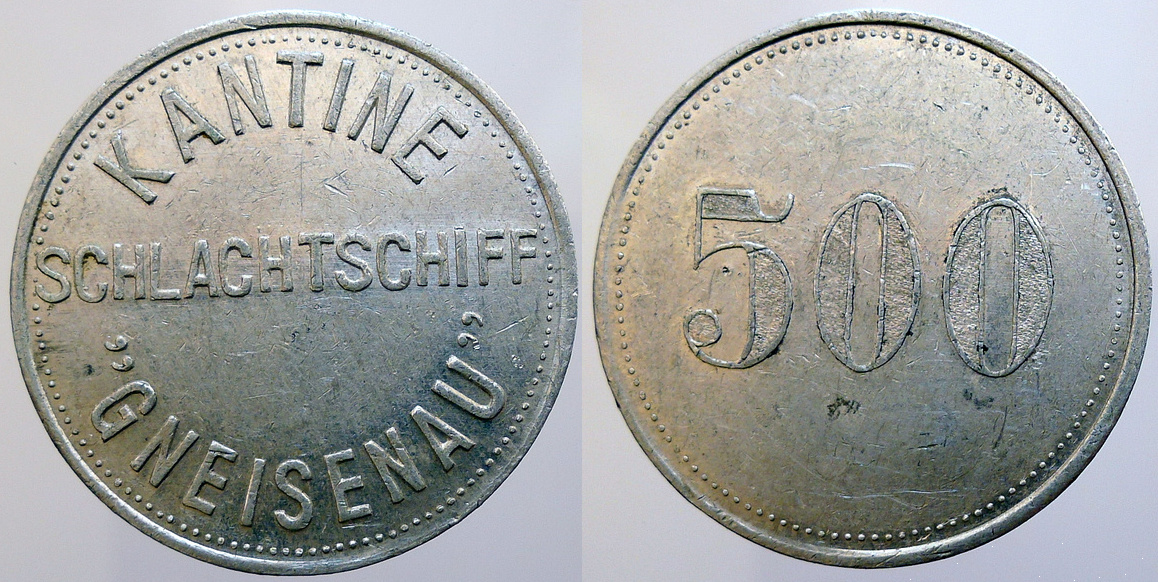 KANTINE
SCHLACHTSCHIFF
,,GNEISENAU”
500